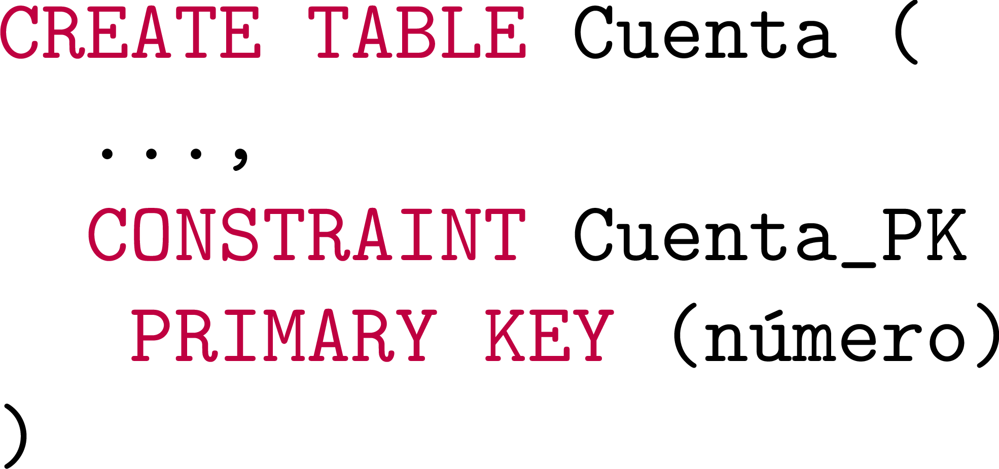 CREATE TABLE Cuenta (
...,
CONSTRAINT Cuenta_PK
PRIMARY KEY (número)
)